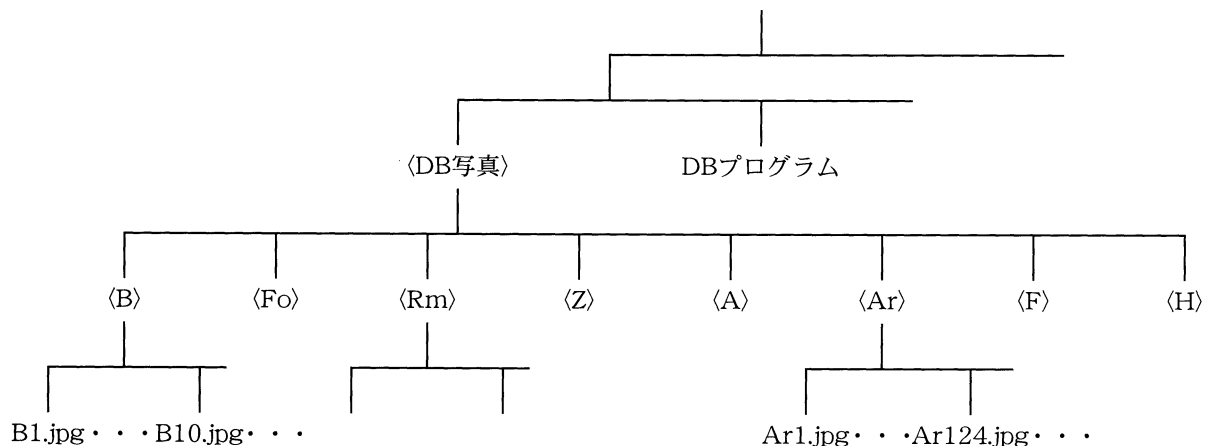 〈DB写真〉 DBプログラム
〈B〉 〈Fo〉 〈Rm〉 〈Z〉 〈A〉 〈Ar〉 〈F〉 〈H〉
B1.jpg・・・B10.jpg・・・ Ar1.jpg・・・Ar124.jpg・・・